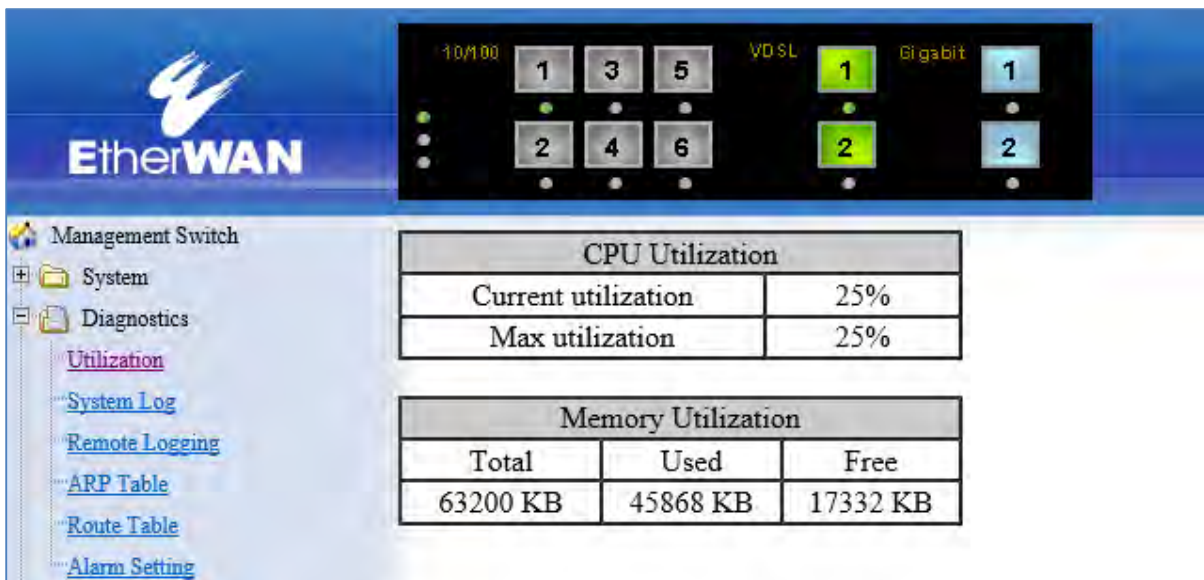 10/100 1 3 5 VDSL 1 Gigabit 1
2 4 6 2 2
EtherWAN
Management Switch
System
Diagnostics
Utilization
System Log
Remote Logging
ARP Table
Route Table
Alarm Setting
CPU Utilization
Current utilization 25%
Max utilization 25%
Memory Utilization
Total Used Free
63200 KB 45868 KB 17332 KB